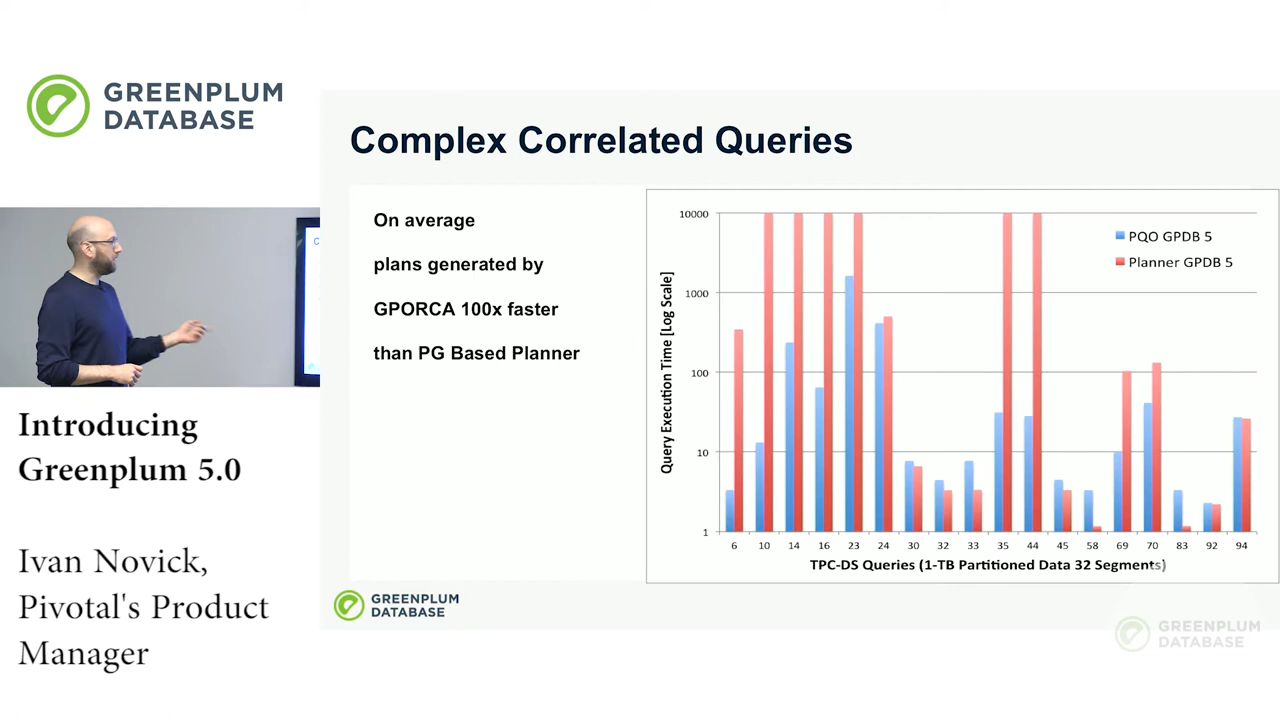 GREENPLUM
DATABASE
Complex Correlated Queries
On average
plans generated by
GPORCA 100x faster
than PG Based Planner
10000
1000
100
10
1
Query Execution Time [Log Scale]
PQO GPDB 5
Planner GPDB 5
6 10 14 16 23 24 30 32 33 35 44 45 58 69 70 83 92 94
TPC-DS Queries (1-TB Partitioned Data 32 Segments)
C
Introducing
Greenplum 5.0
Ivan Novick,
Pivotal's Product
Manager
GREENPLUM
DATABASE
GREENPLUM
DATABASE